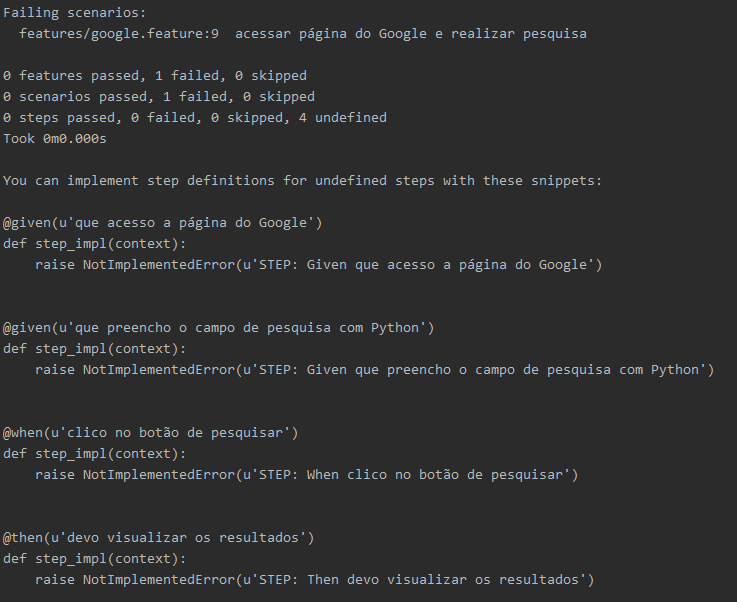 Failing scenarios:
  features/google.feature:9  acessar página do Google e realizar pesquisa

0 features passed, 1 failed, 0 skipped
0 scenarios passed, 1 failed, 0 skipped
0 steps passed, 0 failed, 0 skipped, 4 undefined
Took 0m0.000s

You can implement step definitions for undefined steps with these snippets:

@given(u'que acesso a página do Google')
def step_impl(context):
    raise NotImplementedError(u'STEP: Given que acesso a página do Google')


@given(u'que preencho o campo de pesquisa com Python')
def step_impl(context):
    raise NotImplementedError(u'STEP: Given que preencho o campo de pesquisa com Python')


@when(u'clico no botão de pesquisar')
def step_impl(context):
    raise NotImplementedError(u'STEP: When clico no botão de pesquisar')


@then(u'devo visualizar os resultados')
def step_impl(context):
    raise NotImplementedError(u'STEP: Then devo visualizar os resultados')